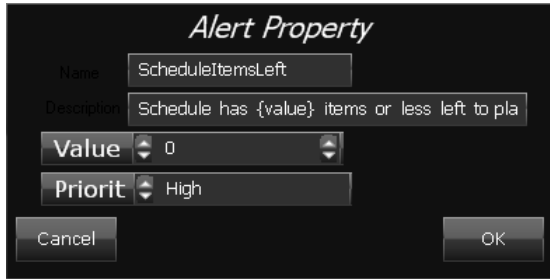 Alert Property
Name ScheduleItemsLeft
Description Schedule has {value} items or less left to pla
Value 0
Priorit High
Cancel OK